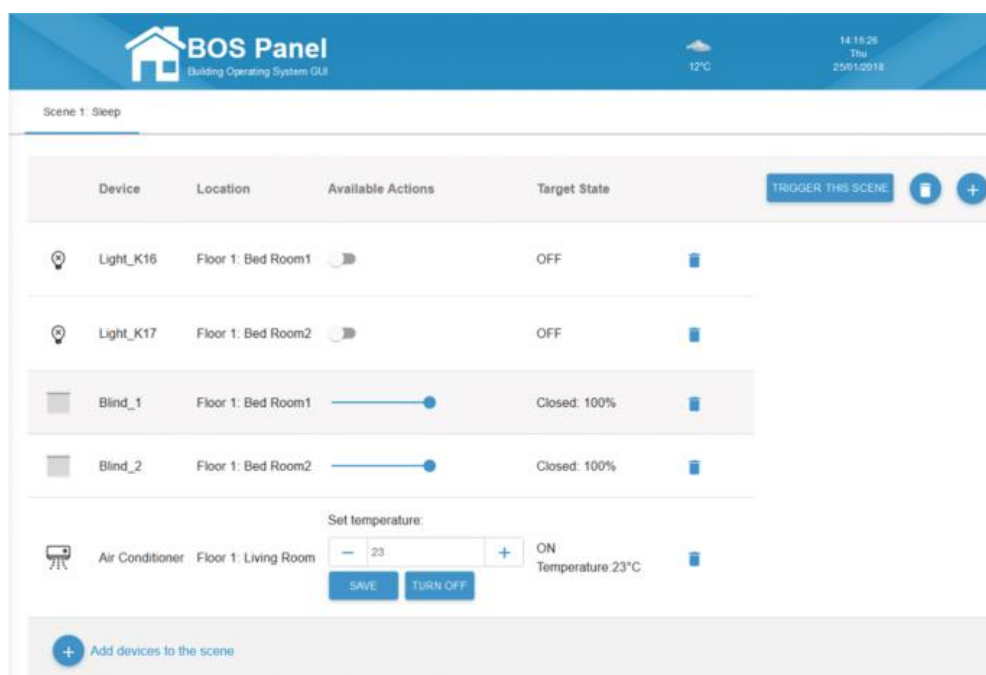 BOS Panel
Building Operating System GUI
12°C
14:16:26
Thu
25/01/2018
Scene 1: Sleep
Device Location Available Actions Target State TRIGGER THIS SCENE
Light_K16 Floor 1: Bed Room1 OFF
Light_K17 Floor 1: Bed Room2 OFF
Blind_1 Floor 1: Bed Room1 Closed: 100%
Blind_2 Floor 1: Bed Room2 Closed: 100%
Set temperature:
Air Conditioner Floor 1: Living Room − 23 + ON
Temperature:23°C
SAVE TURN OFF
+ Add devices to the scene